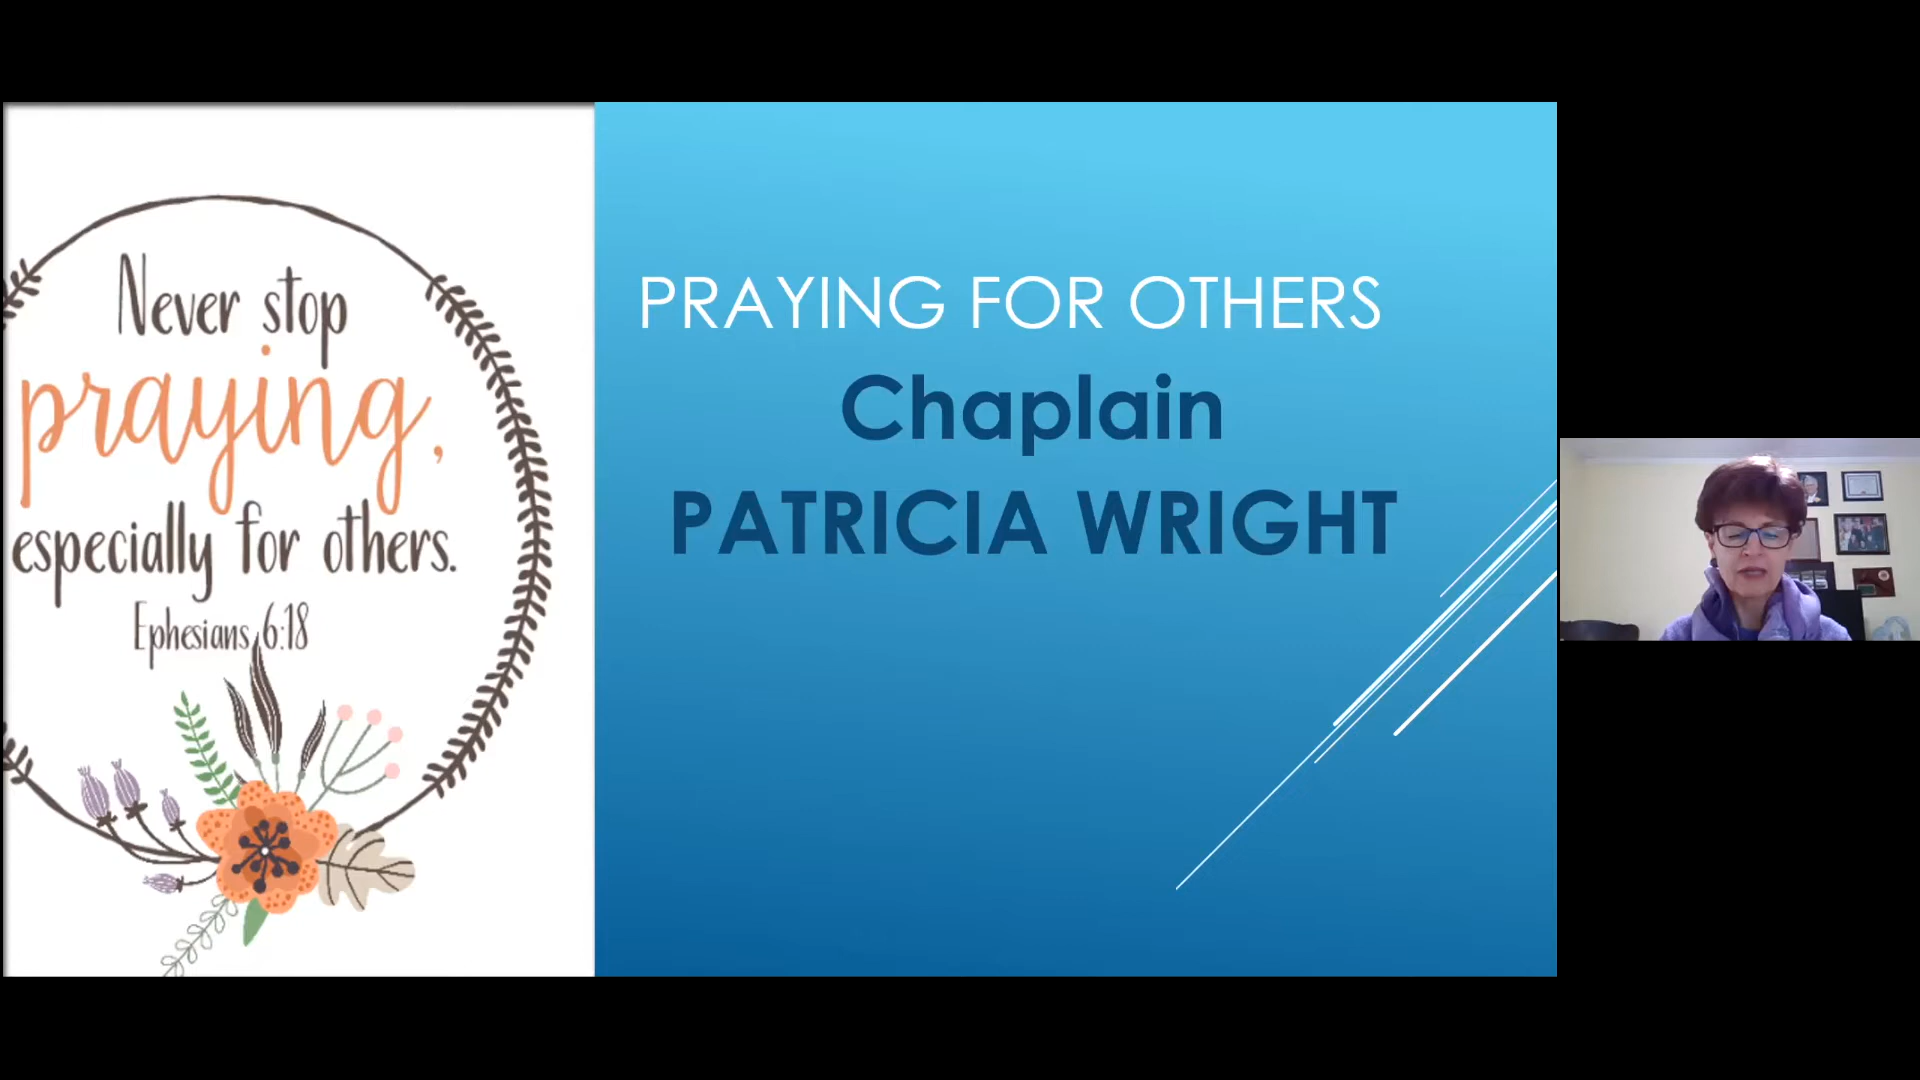 Never stop
praying,
especially for others.
Ephesians 6:18
PRAYING FOR OTHERS
Chaplain
PATRICIA WRIGHT